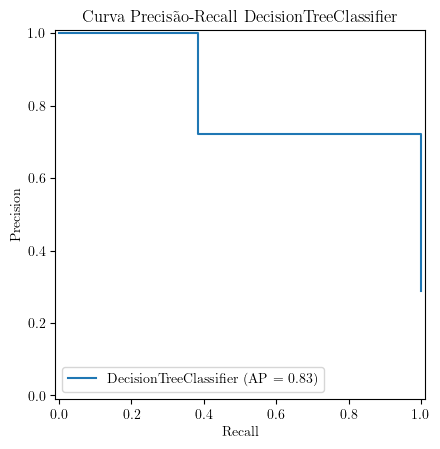 Curva Precisão-Recall DecisionTreeClassifier
1.0
0.8
0.6
0.4
0.2
0.0
Precision
DecisionTreeClassifier (AP = 0.83)
0.0 0.2 0.4 0.6 0.8 1.0
Recall